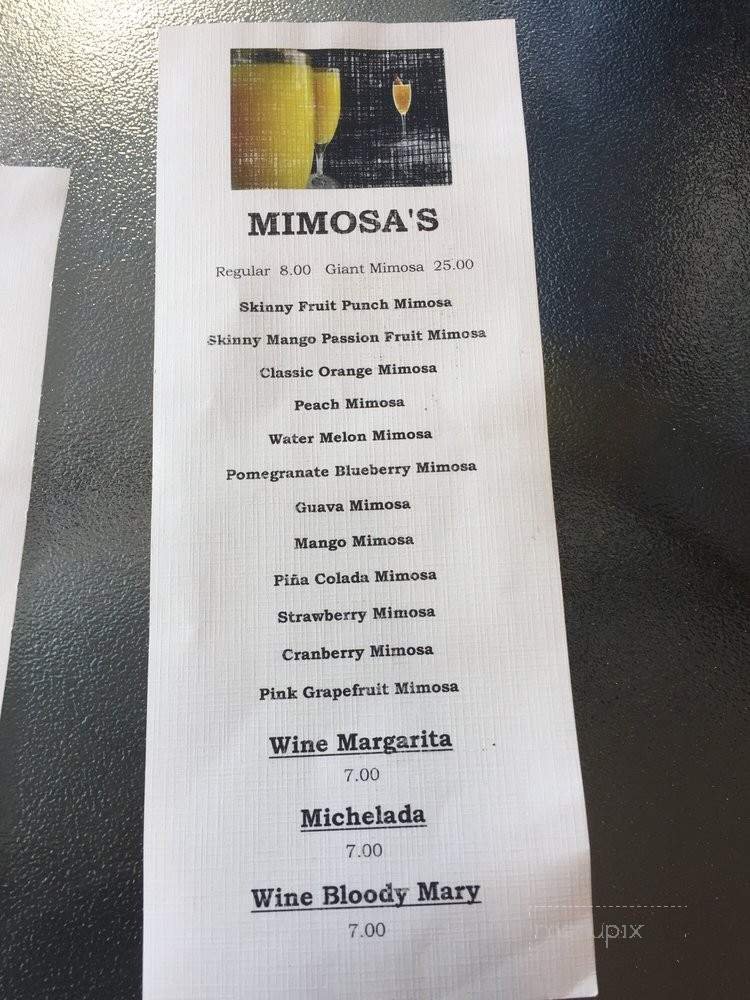 MIMOSA'S
Regular 8.00 Giant Mimosa 25.00
Skinny Fruit Punch Mimosa
Skinny Mango Passion Fruit Mimosa
Classic Orange Mimosa
Peach Mimosa
Water Melon Mimosa
Pomegranate Blueberry Mimosa
Guava Mimosa
Mango Mimosa
Piña Colada Mimosa
Strawberry Mimosa
Cranberry Mimosa
Pink Grapefruit Mimosa
Wine Margarita
7.00
Michelada
7.00
Wine Bloody Mary
7.00